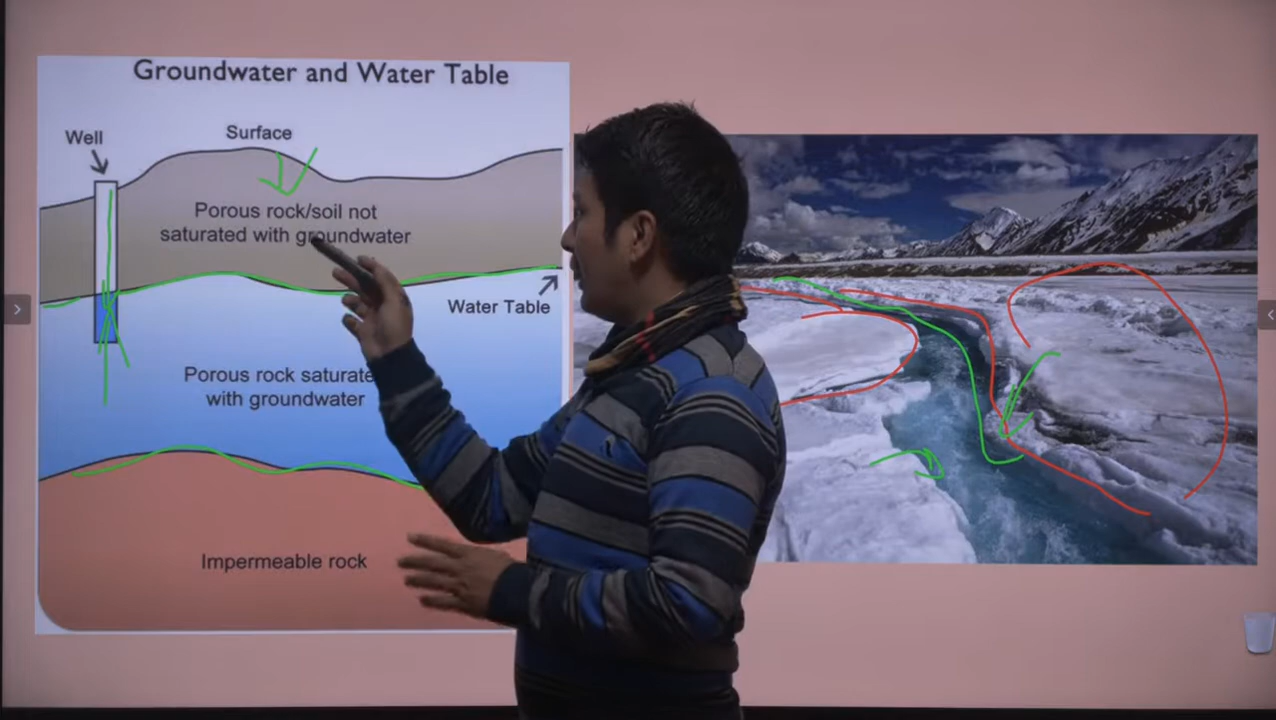 Groundwater and Water Table
Well
Surface
Porous rock/soil not
saturated with groundwater
Water Table
Porous rock saturate
with groundwater
Impermeable rock